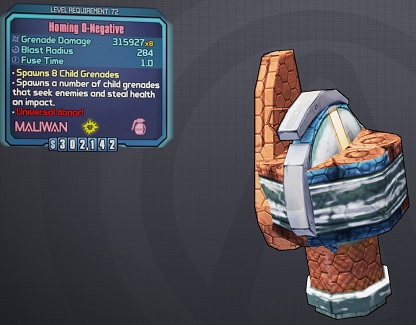 LEVEL REQUIREMENT: 72
Homing O-Negative
Grenade Damage 315927x8
Blast Radius 284
Fuse Time 1.0
• Spawns 8 Child Grenades
• Spawns a number of child grenades
that seek enemies and steal health
on impact.
• Universal donar!
MALIWAN
$302,142